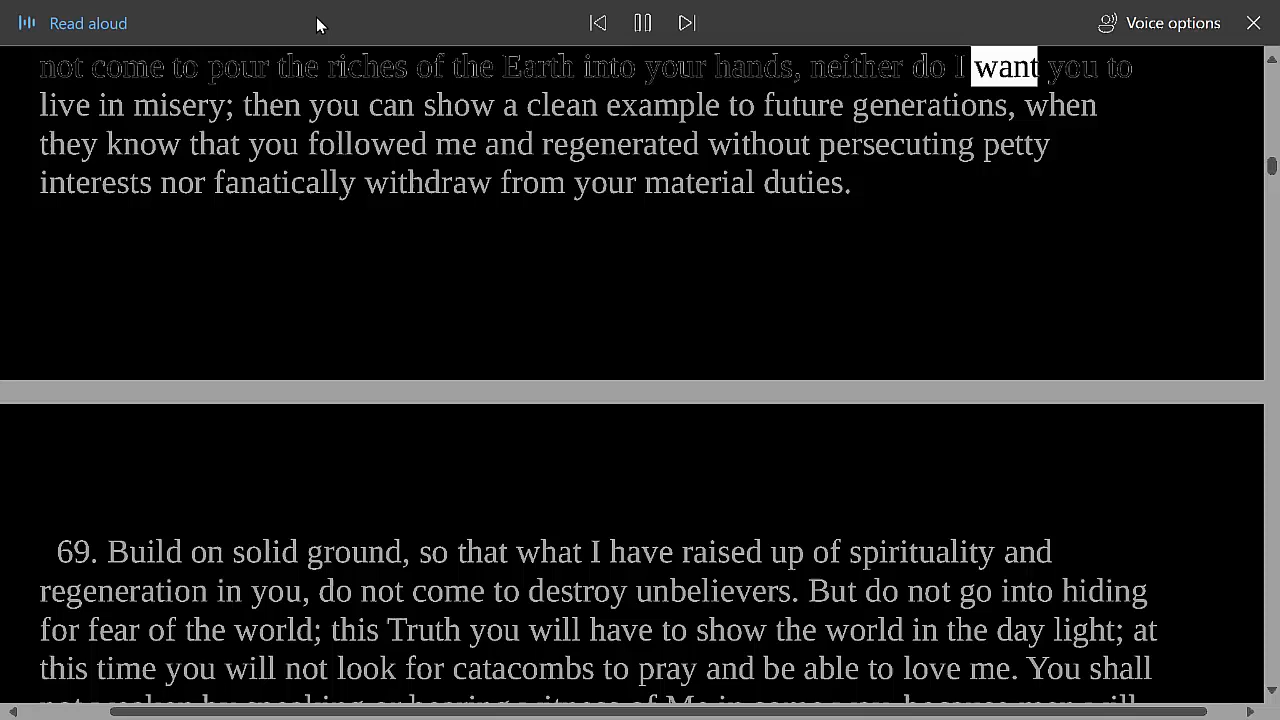 Read aloud
Voice options
not come to pour the riches of the Earth into your hands, neither do I want you to
live in misery; then you can show a clean example to future generations, when
they know that you followed me and regenerated without persecuting petty
interests nor fanatically withdraw from your material duties.
69. Build on solid ground, so that what I have raised up of spirituality and
regeneration in you, do not come to destroy unbelievers. But do not go into hiding
for fear of the world; this Truth you will have to show the world in the day light; at
this time you will not look for catacombs to pray and be able to love me. You shall